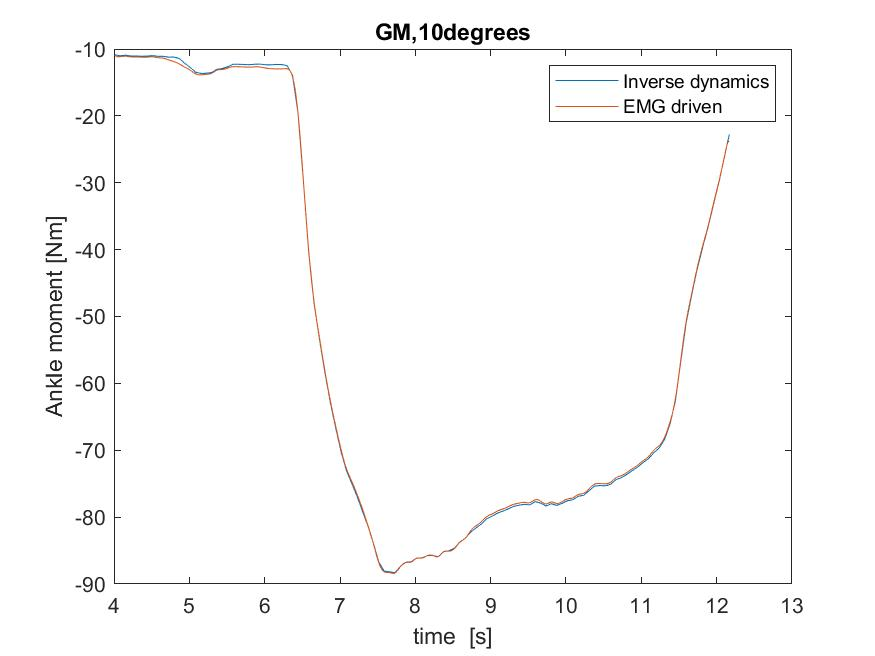 GM,10degrees
Inverse dynamics
EMG driven
Ankle moment [Nm]
-10
-20
-30
-40
-50
-60
-70
-80
-90
4 5 6 7 8 9 10 11 12 13
time [s]